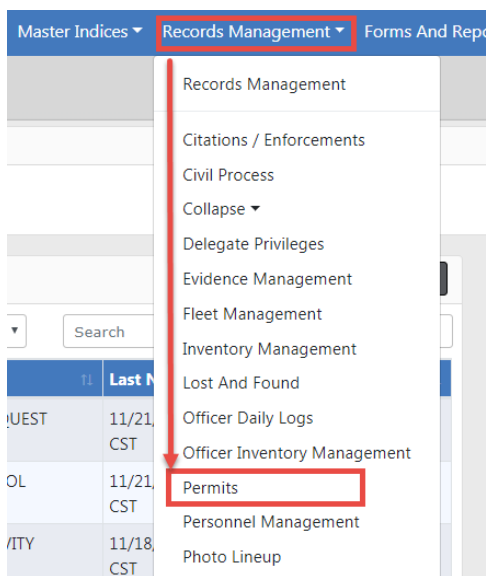 Master Indices Records Management Forms And Repo
Records Management
Citations / Enforcements
Civil Process
Collapse
Delegate Privileges
Evidence Management
Fleet Management
Search
Inventory Management
Last N
Lost And Found
QUEST 11/21, Officer Daily Logs
CST
Officer Inventory Management
OL 11/21, Permits
CST
Personnel Management
VITY 11/18,
CST Photo Lineup